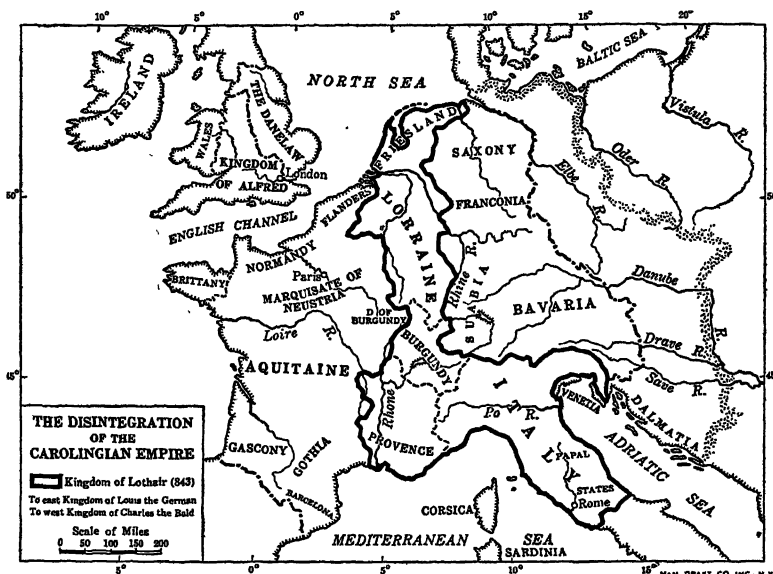 5° 0° 5° 10° 15° 20°
BALTIC SEA
NORTH SEA
IRELAND
THE DANELAW
WALES
KINGDOM
OF ALFRED
London
FRIESLAND
SAXONY
Vistula R.
Oder R.
Elbe R.
50°
50°
FRANCONIA
ENGLISH CHANNEL
FLANDERS
LORRAINE
NORMANDY
BRITTANY
Paris
MARQUISATE OF
NEUSTRIA
Rhine R.
SUABIA
BAVARIA
Danube
R.
D OF
BURGUNDY
BURGUNDY
Loire R.
AQUITAINE
Drave R.
Save R.
45°
45°
ITALY
VENETIA
DALMATIA
Rhone
Po R.
PROVENCE
ADRIATIC SEA
PAPAL
STATES
Rome
GASCONY
GOTHIA
BARCELONA
CORSICA
MEDITERRANEAN SEA
SARDINIA
THE DISINTEGRATION
OF THE
CAROLINGIAN EMPIRE
Kingdom of Lothair (843)
To east Kingdom of Louis the German
To west Kingdom of Charles the Bald
Scale of Miles
0 50 100 150 200
5° 0° 5° 10° 15°